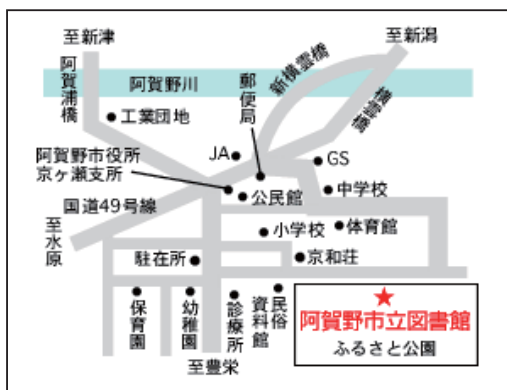 至新津
至新潟
阿賀浦橋
阿賀野川
新横雲橋
横雲橋
郵便局
工業団地
JA
GS
阿賀野市役所
京ヶ瀬支所
公民館
中学校
国道49号線
至水原
小学校
体育館
駐在所
京和荘
保育園
幼稚園
診療所
民俗
資料館
至豊栄
★
阿賀野市立図書館
ふるさと公園